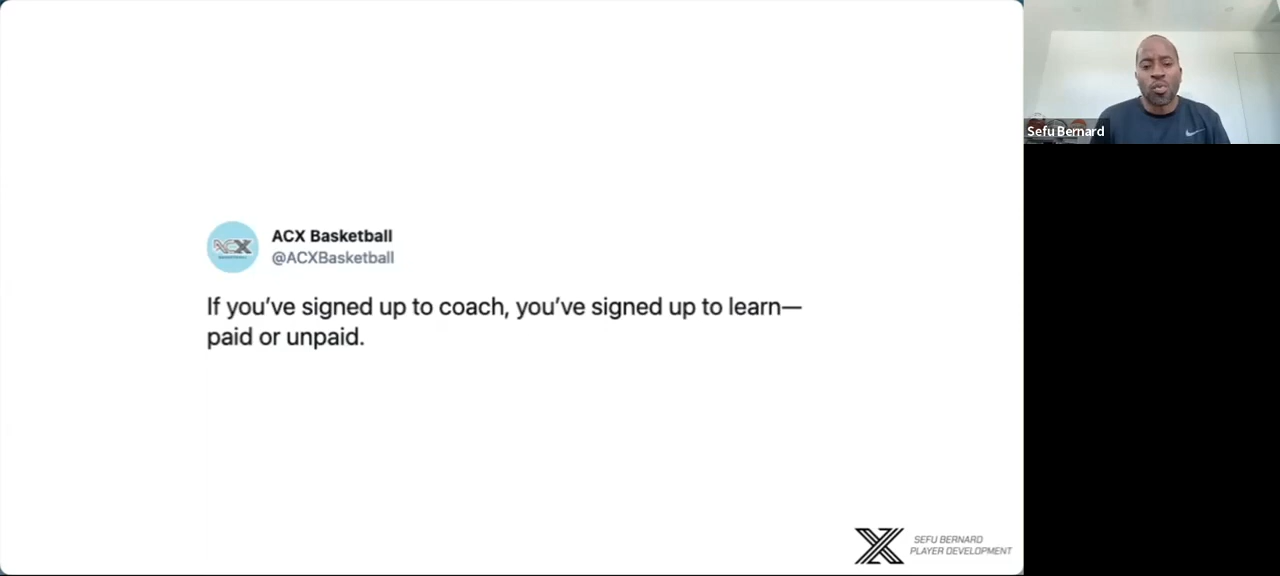 ACX Basketball
@ACXBasketball
If you’ve signed up to coach, you’ve signed up to learn—
paid or unpaid.
SEFU BERNARD
PLAYER DEVELOPMENT
Sefu Bernard